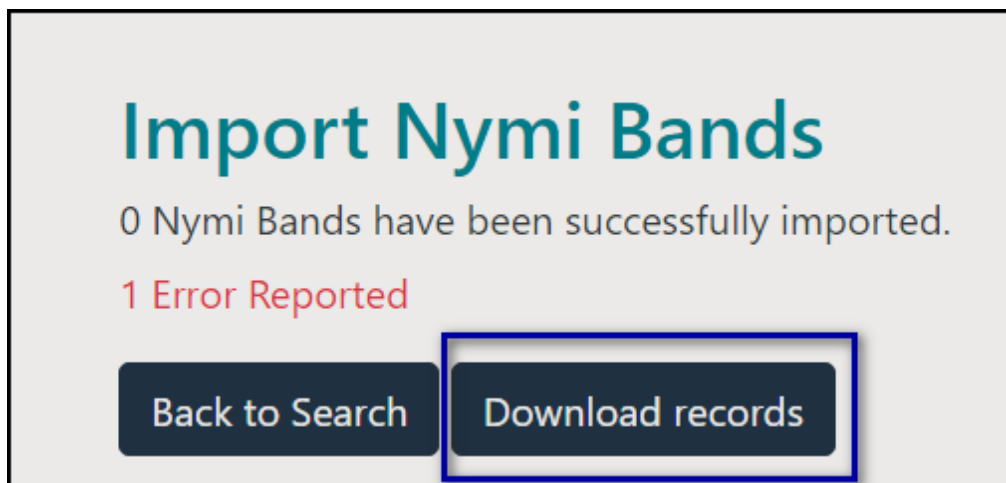 Import Nymi Bands
0 Nymi Bands have been successfully imported.
1 Error Reported
Back to Search
Download records